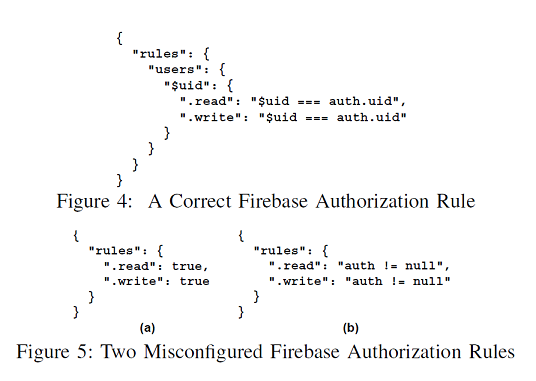 {
"rules": {
"users": {
"$uid": {
".read": "$uid === auth.uid",
".write": "$uid === auth.uid"
}
}
}
}
Figure 4: A Correct Firebase Authorization Rule
{
"rules": {
".read": true,
".write": true
}
}
(a)
{
"rules": {
".read": "auth != null",
".write": "auth != null"
}
}
(b)
Figure 5: Two Misconfigured Firebase Authorization Rules